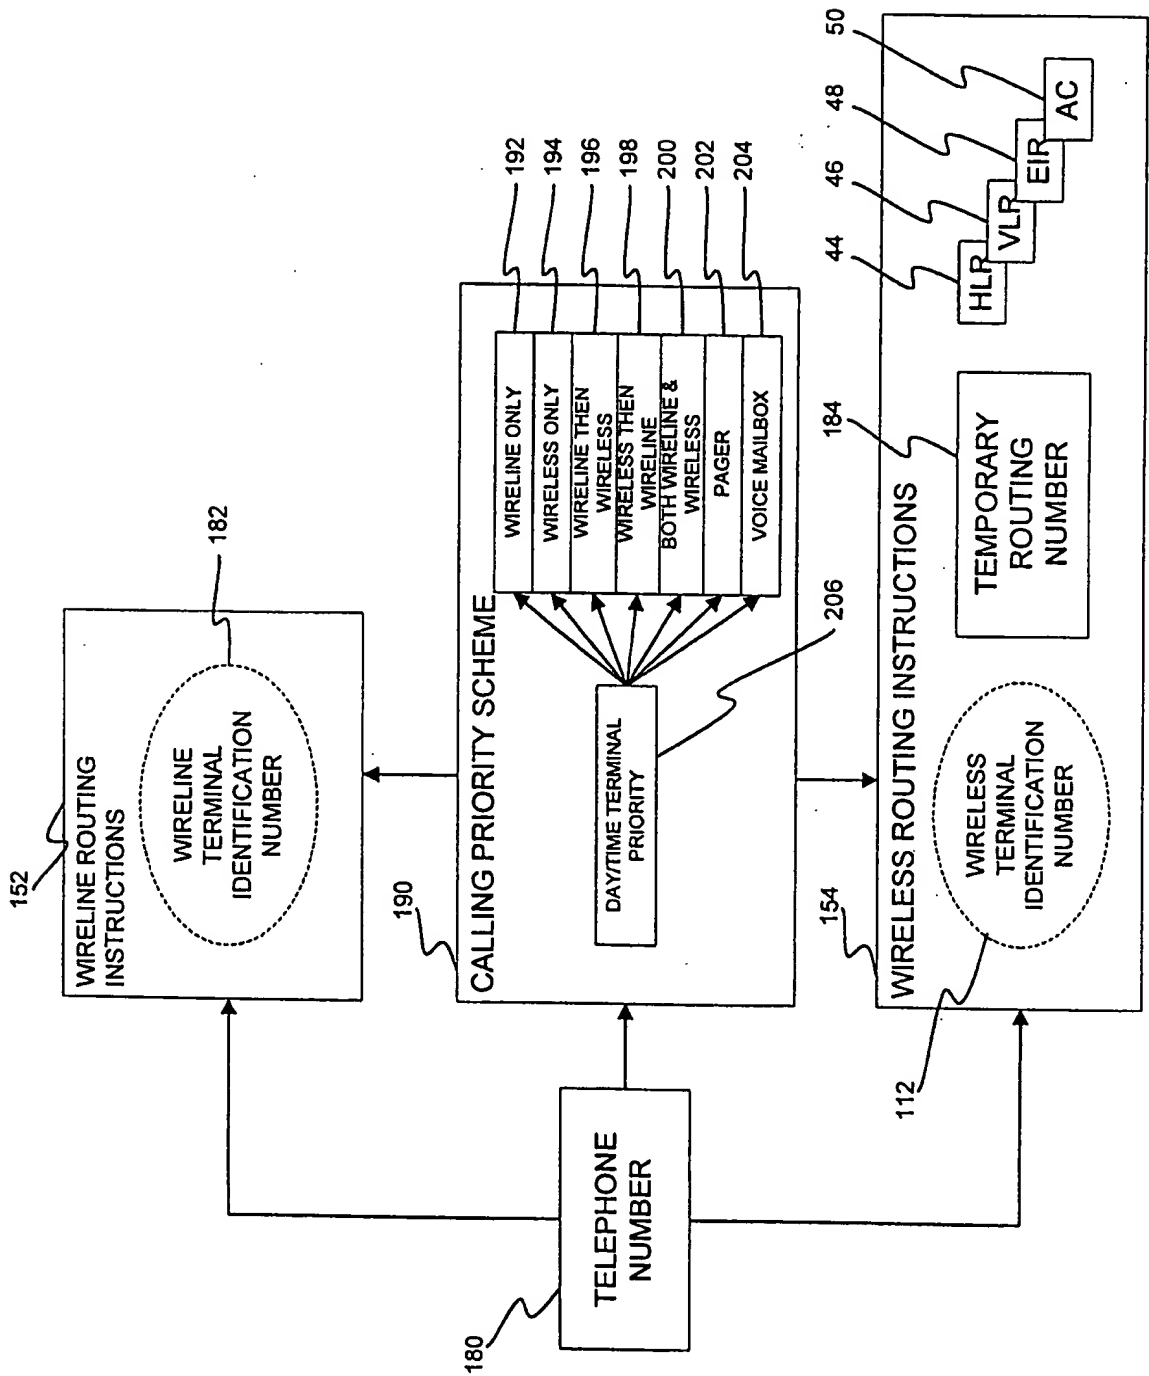 152
WIRELINE ROUTING
INSTRUCTIONS
WIRELINE
TERMINAL
IDENTIFICATION
NUMBER
182
180
TELEPHONE
NUMBER
190
CALLING PRIORITY SCHEME
DAY/TIME TERMINAL
PRIORITY
206
WIRELINE ONLY
WIRELESS ONLY
WIRELINE THEN
WIRELESS
WIRELESS THEN
WIRELINE
BOTH WIRELINE &
WIRELESS
PAGER
VOICE MAILBOX
192
194
196
198
200
202
204
154
WIRELESS ROUTING INSTRUCTIONS
112
WIRELESS
TERMINAL
IDENTIFICATION
NUMBER
184
TEMPORARY
ROUTING
NUMBER
44
46
48
50
HLR
VLR
EIR
AC